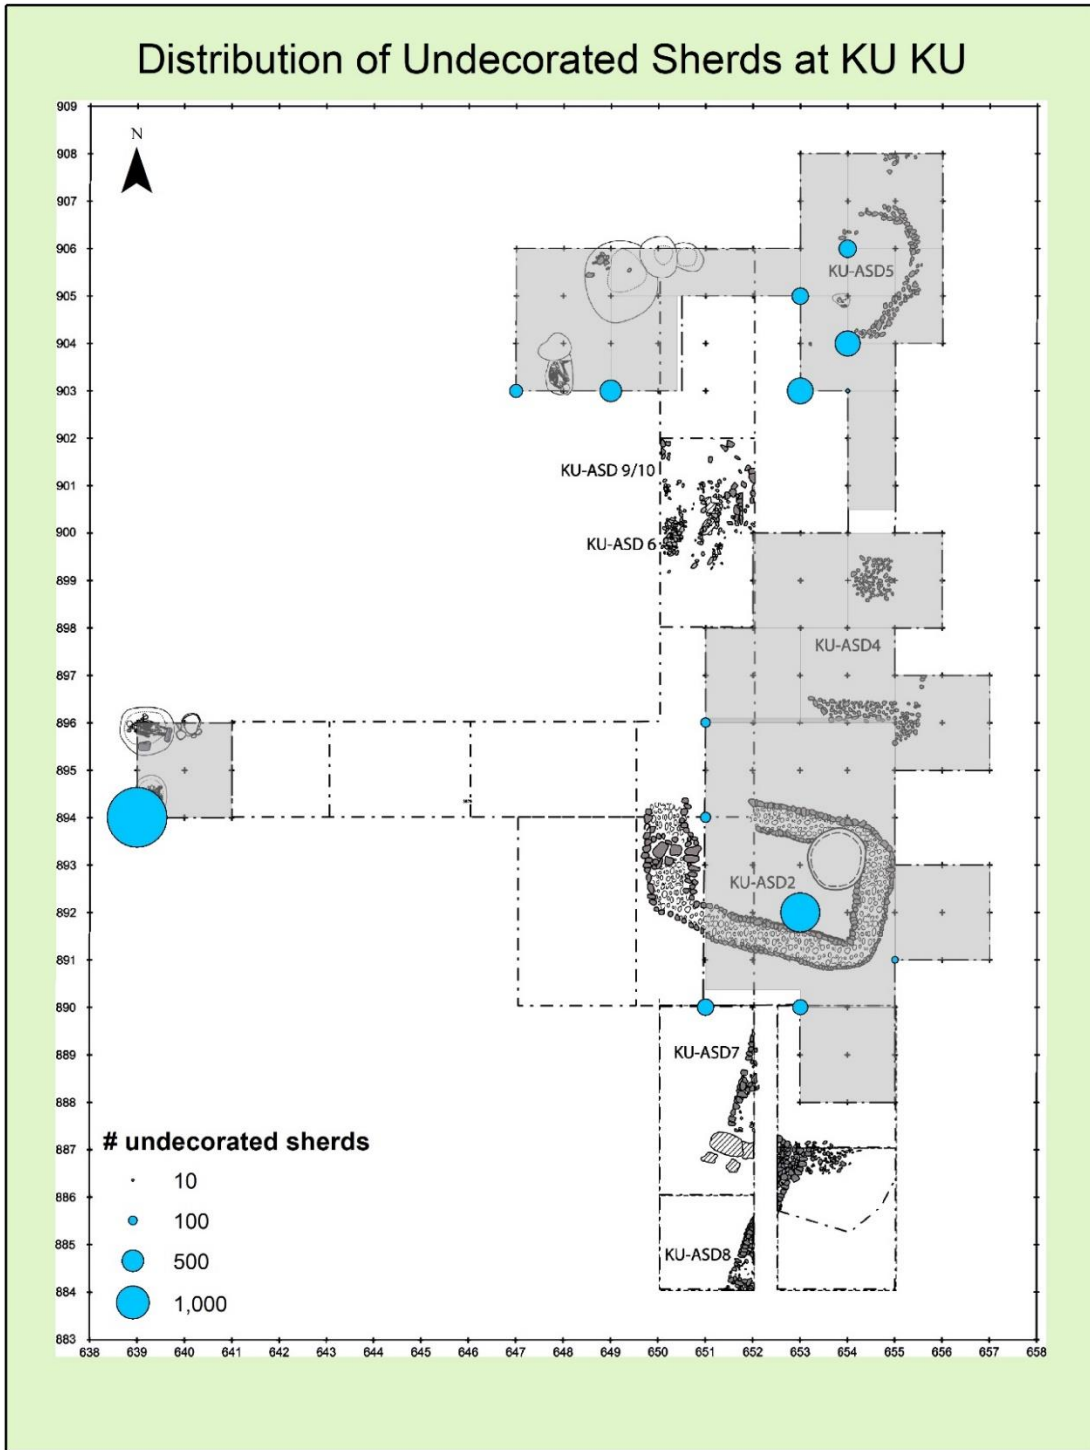 Distribution of Undecorated Sherds at KU KU
909
N
908
907
906
KU-ASD5
905
904
903
902
KU-ASD 9/10
901
900
KU-ASD 6
899
898
KU-ASD4
897
896
895
894
893
KU-ASD2
892
891
890
KU-ASD7
889
888
# undecorated sherds
887
10
886
100
885
KU-ASD8
500
884
1,000
883
638 639 640 641 642 643 644 645 646 647 648 649 650 651 652 653 654 655 656 657 658